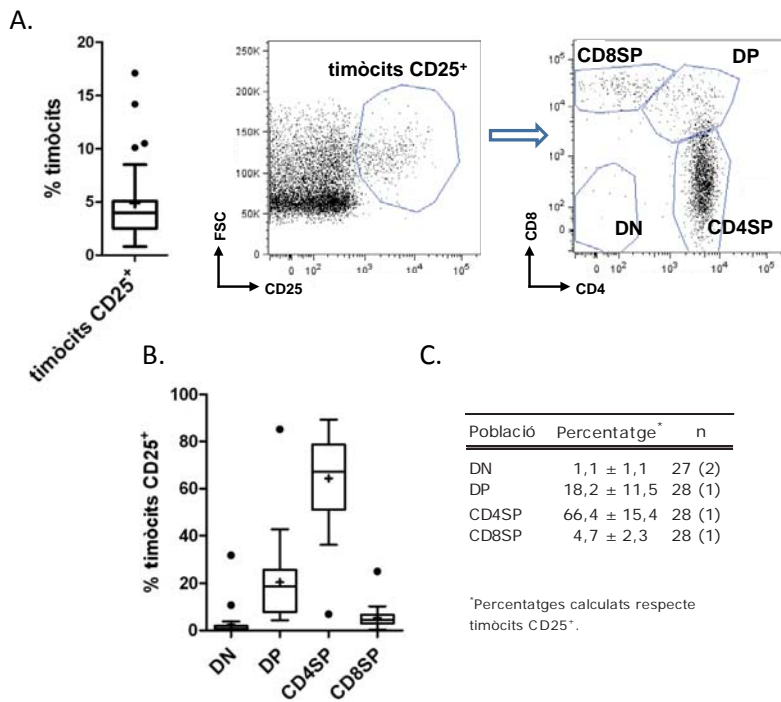 A.
20
15
10
5
0
% timòcits
timòcits CD25+
250K
200K
150K
100K
50K
0
FSC
timòcits CD25+
0 10² 10³ 10⁴ 10⁵
CD25
CD8SP
DP
10⁵
10⁴
10³
10²
0
CD8
DN
CD4SP
0 10² 10³ 10⁴ 10⁵
CD4
B.
100
80
60
40
20
0
% timòcits CD25+
DN
DP
CD4SP
CD8SP
C.
Població Percentatge* n
DN 1,1 ± 1,1 27 (2)
DP 18,2 ± 11,5 28 (1)
CD4SP 66,4 ± 15,4 28 (1)
CD8SP 4,7 ± 2,3 28 (1)
*Percentatges calculats respecte
timòcits CD25+.